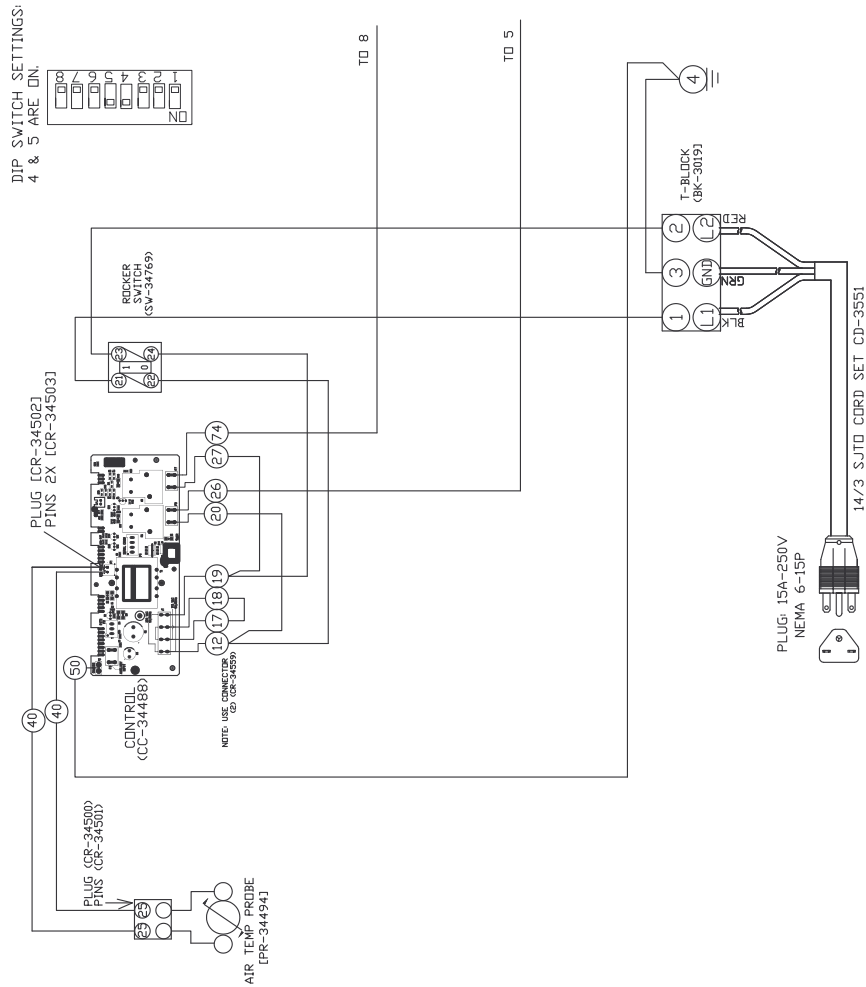 DIP SWITCH SETTINGS:
4 & 5 ARE ON.
8
7
6
5
4
3
2
1
ON
TO 8
TO 5
4
T-BLOCK
(BK-3019)
2
3
1
L2
GND
L1
RED
GRN
BLK
ROCKER
SWITCH
(SW-34769)
23
24
21
22
1
0
PLUG [CR-34502]
PINS 2X [CR-34503]
74
27
26
20
19
18
17
12
50
40
40
NOTE: USE CONNECTOR
(2) (CR-34559)
CONTROL
(CC-34488)
PLUG (CR-34500)
PINS (CR-34501)
25
25
AIR TEMP PROBE
[PR-34494]
PLUG: 15A-250V
NEMA 6-15P
14/3 SJTO CORD SET CD-3551